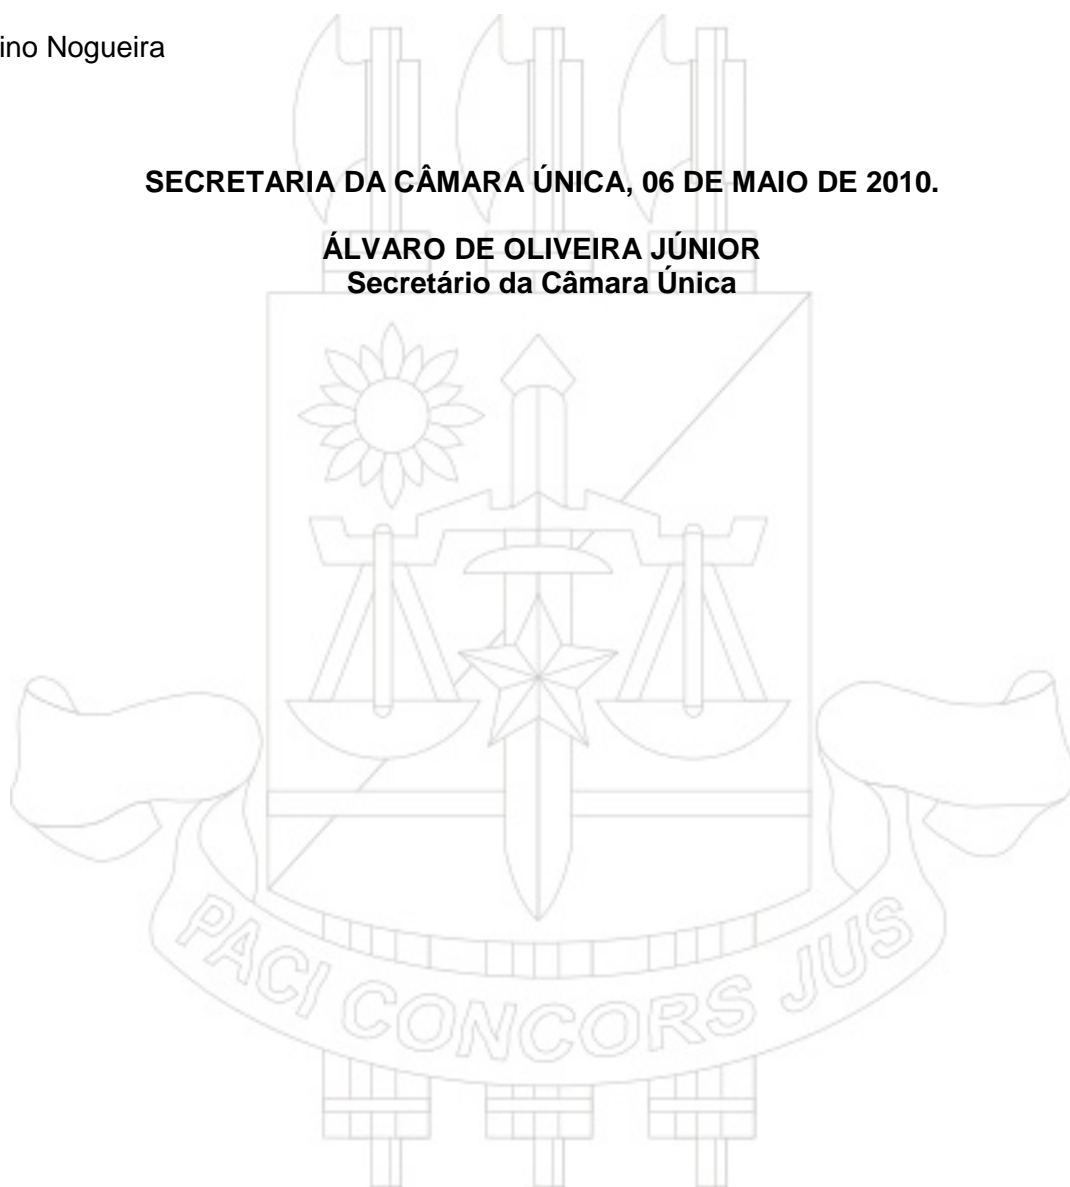 ino Nogueira
SECRETARIA DA CÂMARA ÚNICA, 06 DE MAIO DE 2010.
ÁLVARO DE OLIVEIRA JÚNIOR
Secretário da Câmara Única
PACI CONCORS JUS